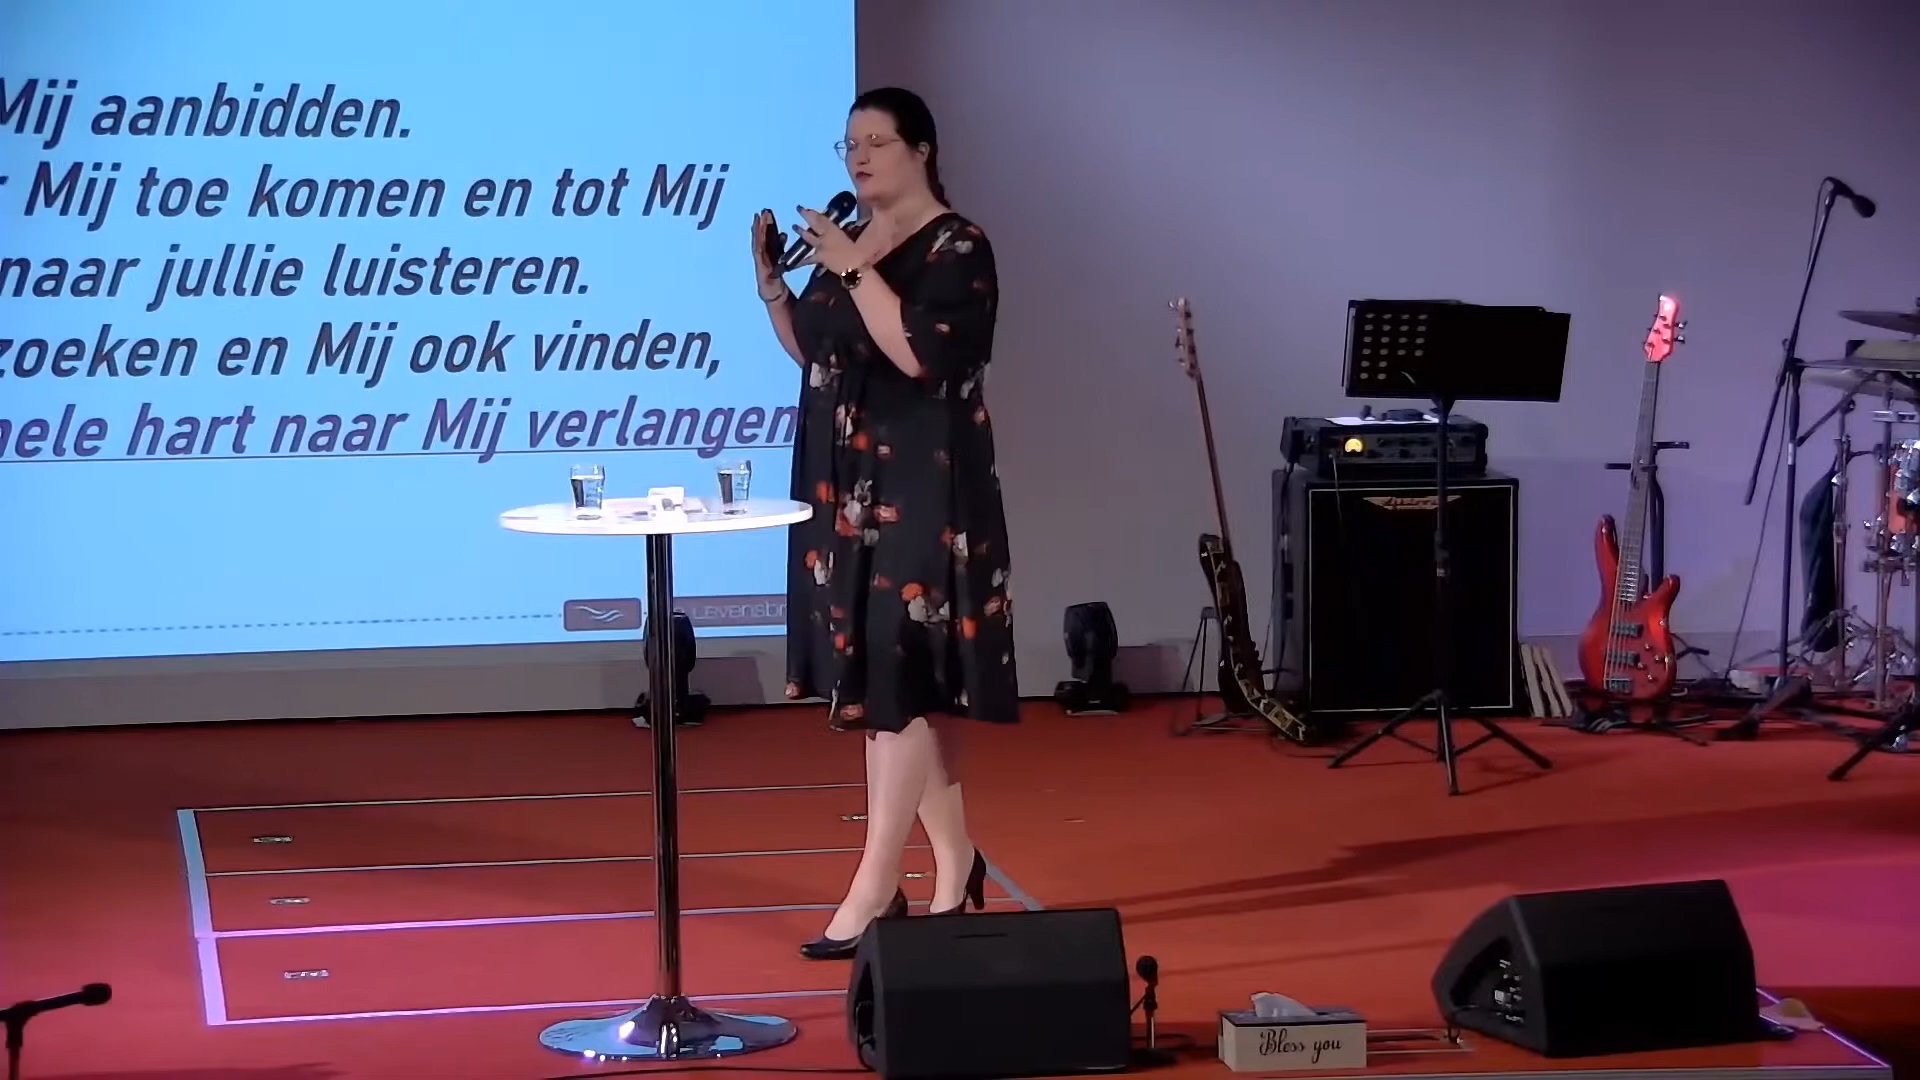 Mij aanbidden.
Mij toe komen en tot Mij
naar jullie luisteren.
zoeken en Mij ook vinden,
hele hart naar Mij verlangen
Levensbr
Bless you